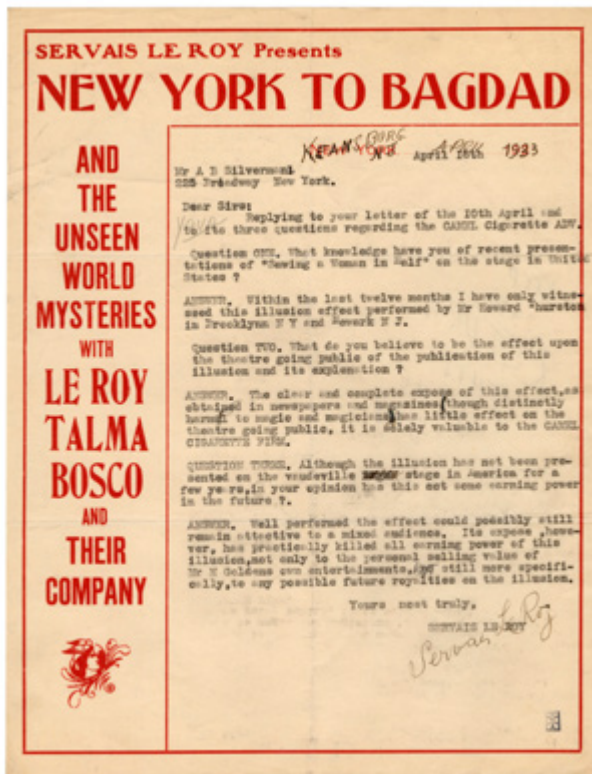 SERVAIS LE ROY Presents
NEW YORK TO BAGDAD
AND
THE
UNSEEN
WORLD
MYSTERIES
WITH
LE ROY
TALMA
BOSCO
AND
THEIR
COMPANY
KEANSBURG
N J April 18th APRIL 1933
Mr A B Silverman
225 Broadway New York.
Dear Sirs:
Replying to your letter of the 10th April and
to its three questions regarding the CAMEL Cigarette ADV.
Question ONE. What knowledge have you of recent presen-
tations of "Sewing a Woman in Half" on the stage in United
States ?
ANSWER. Within the last twelve months I have only witne-
ssed this illusion effect performed by Mr Howard Thurston
in Brooklynn N Y and Newark N J.
Question TWO. What do you believe to be the effect upon
the theatre going public of the publication of this
illusion and its explenation ?
ANSWER. The clear and complete expose of this effect,as
obtained in newspapers and magazines(though distinctly
harmful to magic and magicians)has little effect on the
theatre going public, it is solely valuable to the CAMEL
CIGARETTE FIRM.
QUESTION THREE. Although the illusion has not been pre-
sented on the vaudeville stage in America for a
few years,in your opinion has this act some earning power
in the future ?.
ANSWER. Well performed the effect could possibly still
remain attective to a mixed audience. Its expose ,howe-
ver, has practically killed all earning power of this
illusion,not only to the personal selling value of
Mr H Goldens own entertainments,and still more specifi-
cally,to any possible future royalties on the illusion.
Yours most truly,
SERVAIS LE ROY
Servais Le Roy